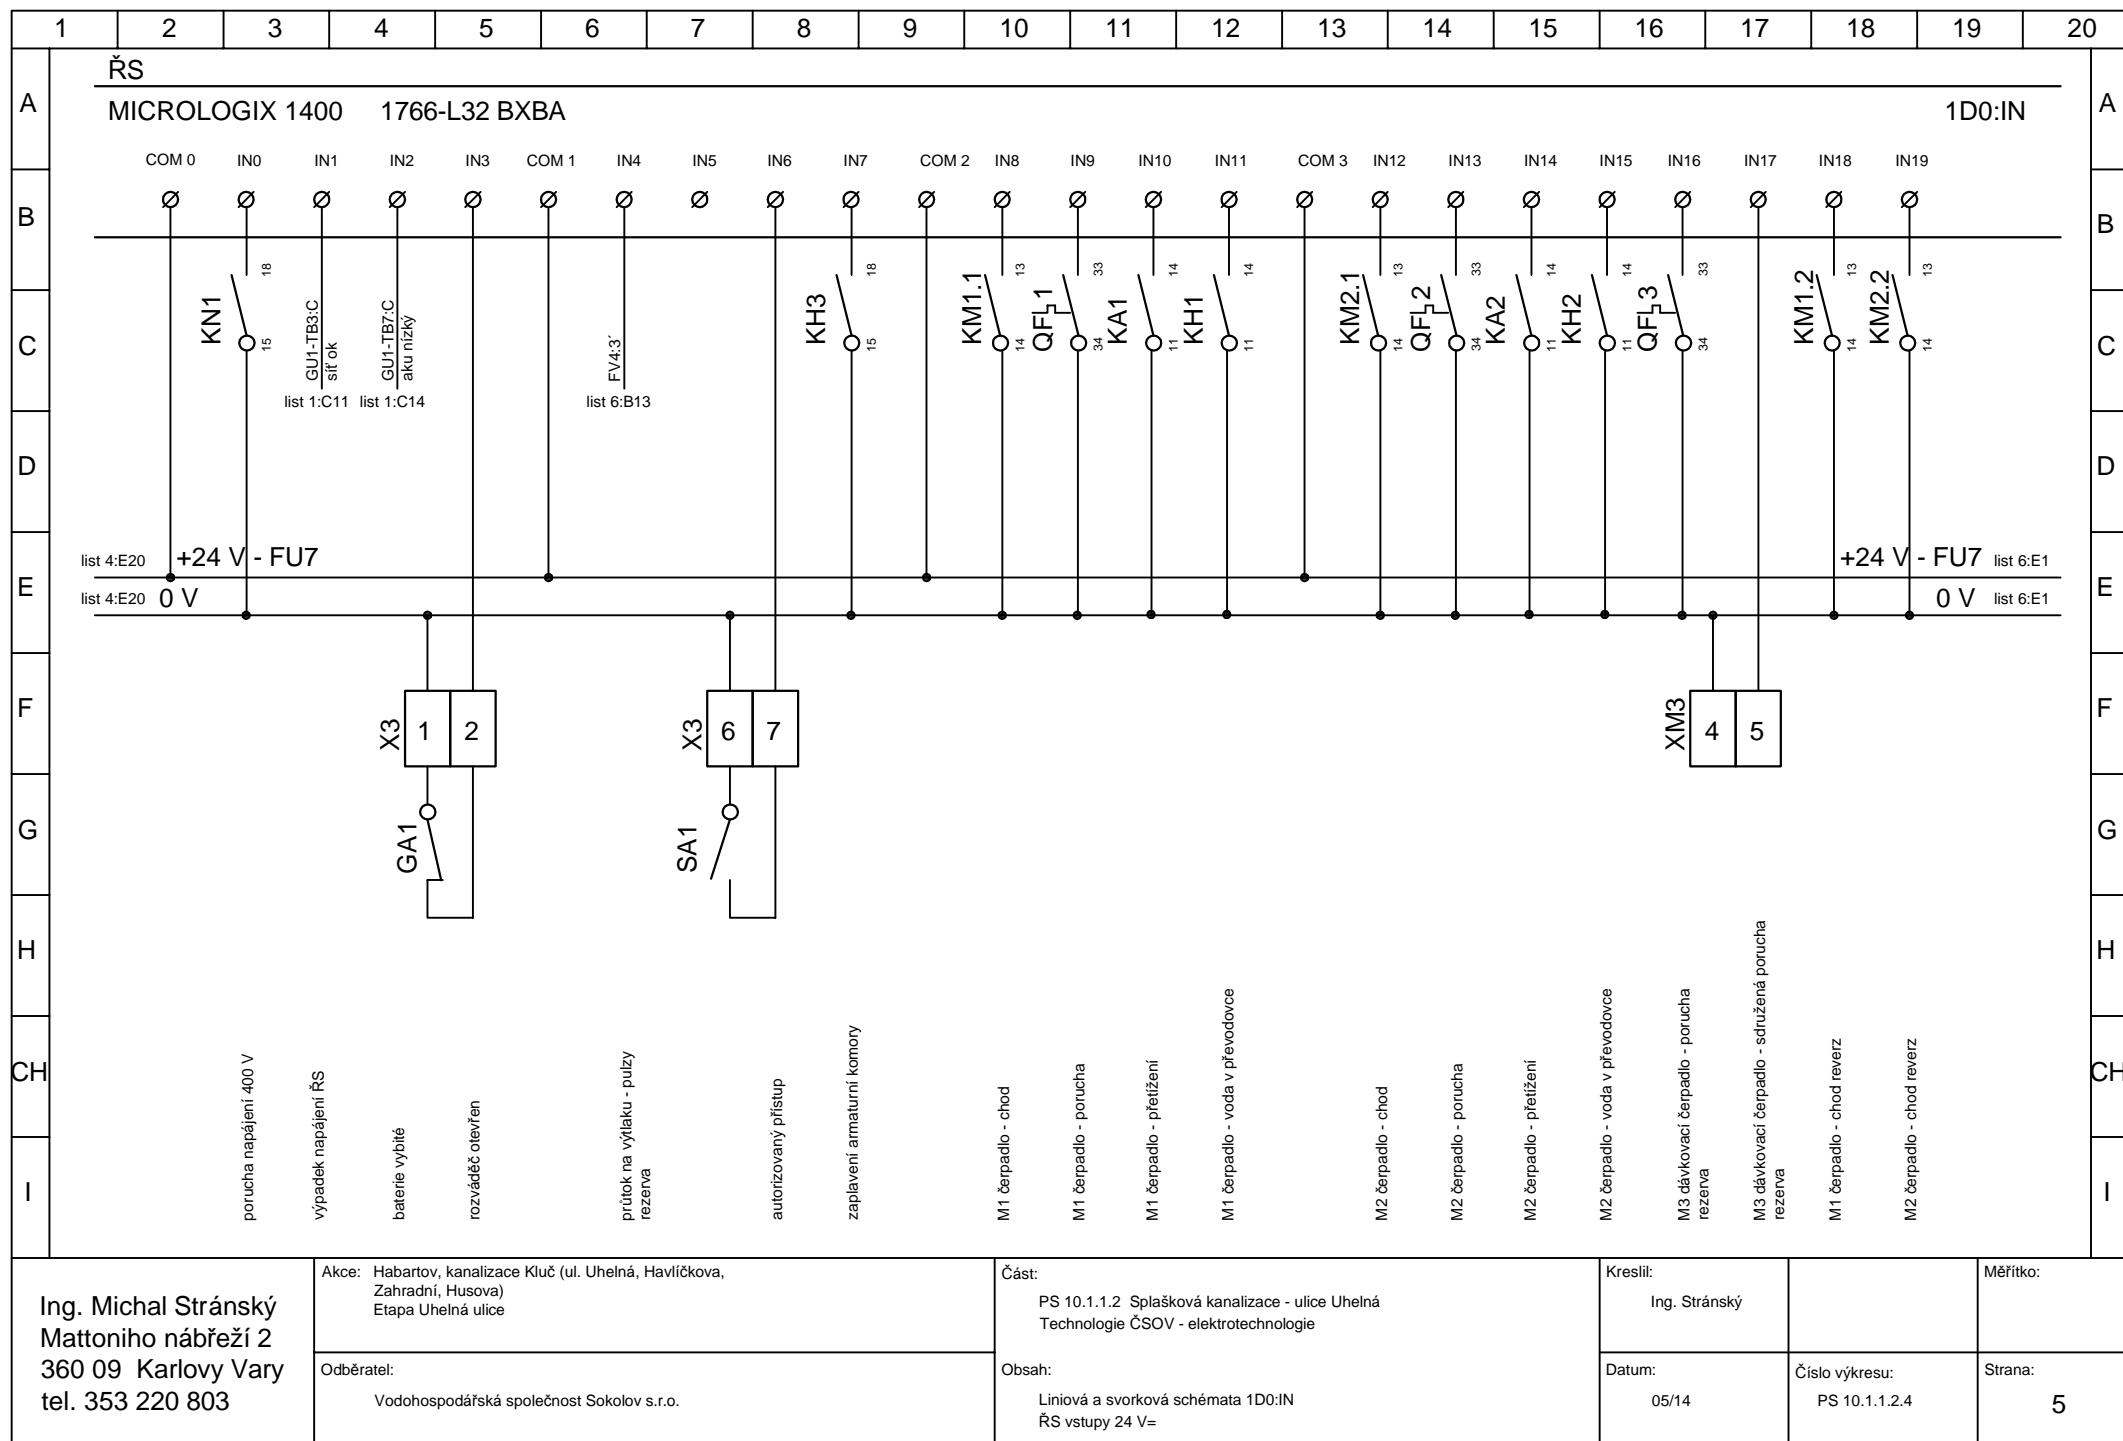 1 2 3 4 5 6 7 8 9 10 11 12 13 14 15 16 17 18 19 20
ŘS
A A
MICROLOGIX 1400 1766-L32 BXBA 1D0:IN
COM 0 IN0 IN1 IN2 IN3 COM 1 IN4 IN5 IN6 IN7 COM 2 IN8 IN9 IN10 IN11 COM 3 IN12 IN13 IN14 IN15 IN16 IN17 IN18 IN19
B B
18 18 13 33 14 14 13 33 14 14 33 13 13
KN1
GU1-TB3:C
síť ok
GU1-TB7:C
aku nízký
FV4:3´
KH3
KM1.1
QF1
KA1
KH1
KM2.1
QF2
KA2
KH2
QF3
KM1.2
KM2.2
C C
15 15 14 34 11 11 14 34 11 11 34 14 14
list 1:C11 list 1:C14 list 6:B13
D D
list 4:E20 +24 V - FU7 +24 V - FU7 list 6:E1
E E
list 4:E20 0 V 0 V list 6:E1
F F
X3 1 2 X3 6 7 XM3 4 5
G G
GA1 SA1
H H
CH CH
I I
porucha napájení 400 V
výpadek napájení ŘS
baterie vybité
rozváděč otevřen
průtok na výtlaku - pulzy
rezerva
autorizovaný přístup
zaplavení armaturní komory
M1 čerpadlo - chod
M1 čerpadlo - porucha
M1 čerpadlo - přetížení
M1 čerpadlo - voda v převodovce
M2 čerpadlo - chod
M2 čerpadlo - porucha
M2 čerpadlo - přetížení
M2 čerpadlo - voda v převodovce
M3 dávkovací čerpadlo - porucha
rezerva
M3 dávkovací čerpadlo - sdružená porucha
rezerva
M1 čerpadlo - chod reverz
M2 čerpadlo - chod reverz
Ing. Michal Stránský
Mattoniho nábřeží 2
360 09 Karlovy Vary
tel. 353 220 803
Akce: Habartov, kanalizace Kluč (ul. Uhelná, Havlíčkova,
Zahradní, Husova)
Etapa Uhelná ulice
Odběratel:
Vodohospodářská společnost Sokolov s.r.o.
Část:
PS 10.1.1.2 Splašková kanalizace - ulice Uhelná
Technologie ČSOV - elektrotechnologie
Obsah:
Liniová a svorková schémata 1D0:IN
ŘS vstupy 24 V=
Kreslil:
Ing. Stránský
Měřítko:
Datum:
05/14
Číslo výkresu:
PS 10.1.1.2.4
Strana:
5